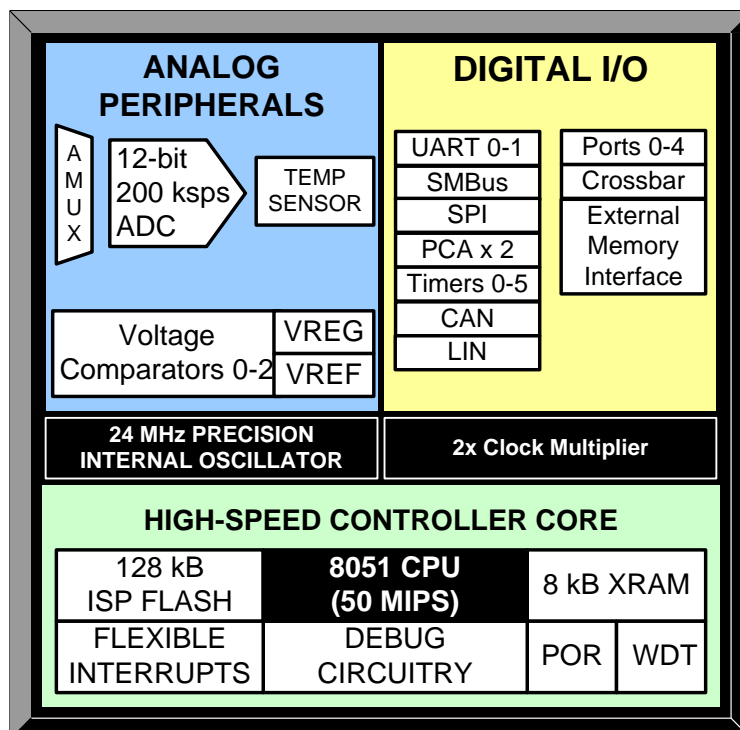 ANALOG
PERIPHERALS
A
M
U
X
12-bit
200 ksps
ADC
TEMP
SENSOR
Voltage
Comparators 0-2
VREG
VREF
DIGITAL I/O
UART 0-1
SMBus
SPI
PCA x 2
Timers 0-5
CAN
LIN
Ports 0-4
Crossbar
External
Memory
Interface
24 MHz PRECISION
INTERNAL OSCILLATOR
2x Clock Multiplier
HIGH-SPEED CONTROLLER CORE
128 kB
ISP FLASH
8051 CPU
(50 MIPS)
8 kB XRAM
FLEXIBLE
INTERRUPTS
DEBUG
CIRCUITRY
POR
WDT